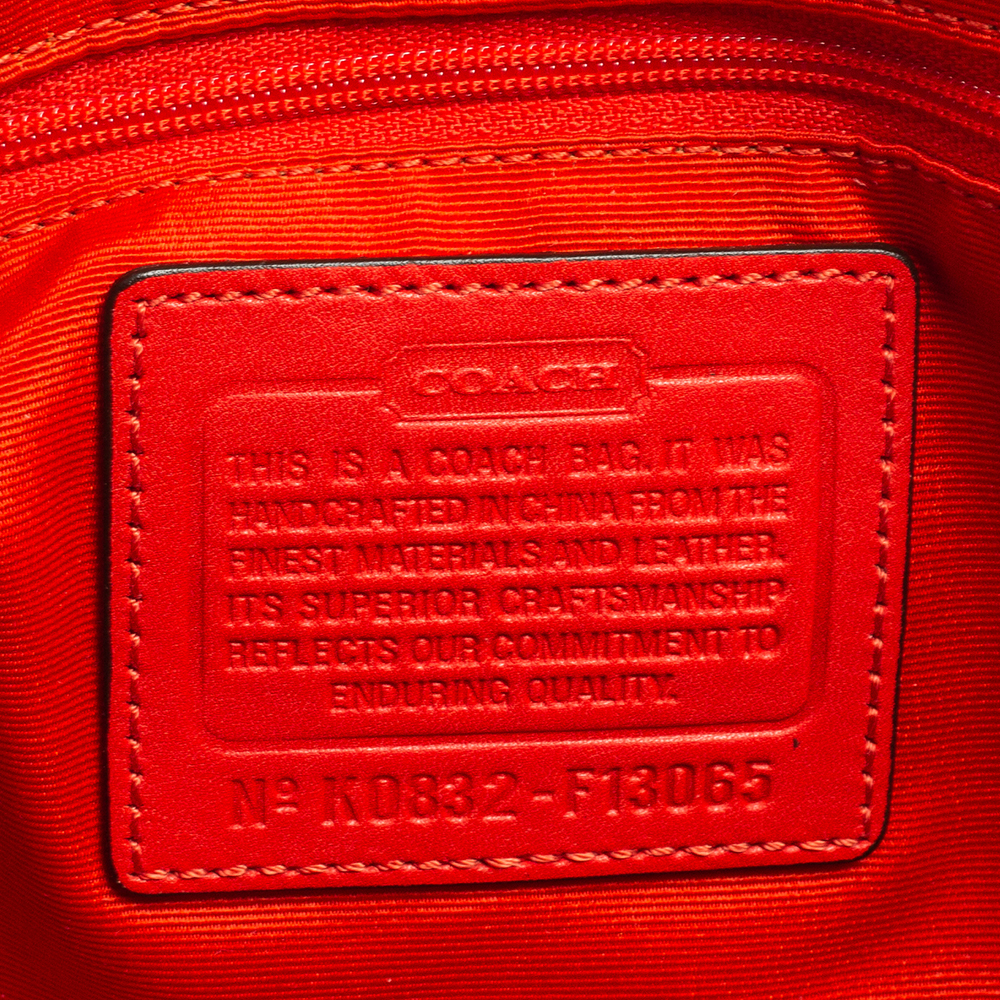 COACH
THIS IS A COACH BAG. IT WAS
HANDCRAFTED IN CHINA FROM THE
FINEST MATERIALS AND LEATHER.
ITS SUPERIOR CRAFTSMANSHIP
REFLECTS OUR COMMITMENT TO
ENDURING QUALITY.
Nº K0832-F13065